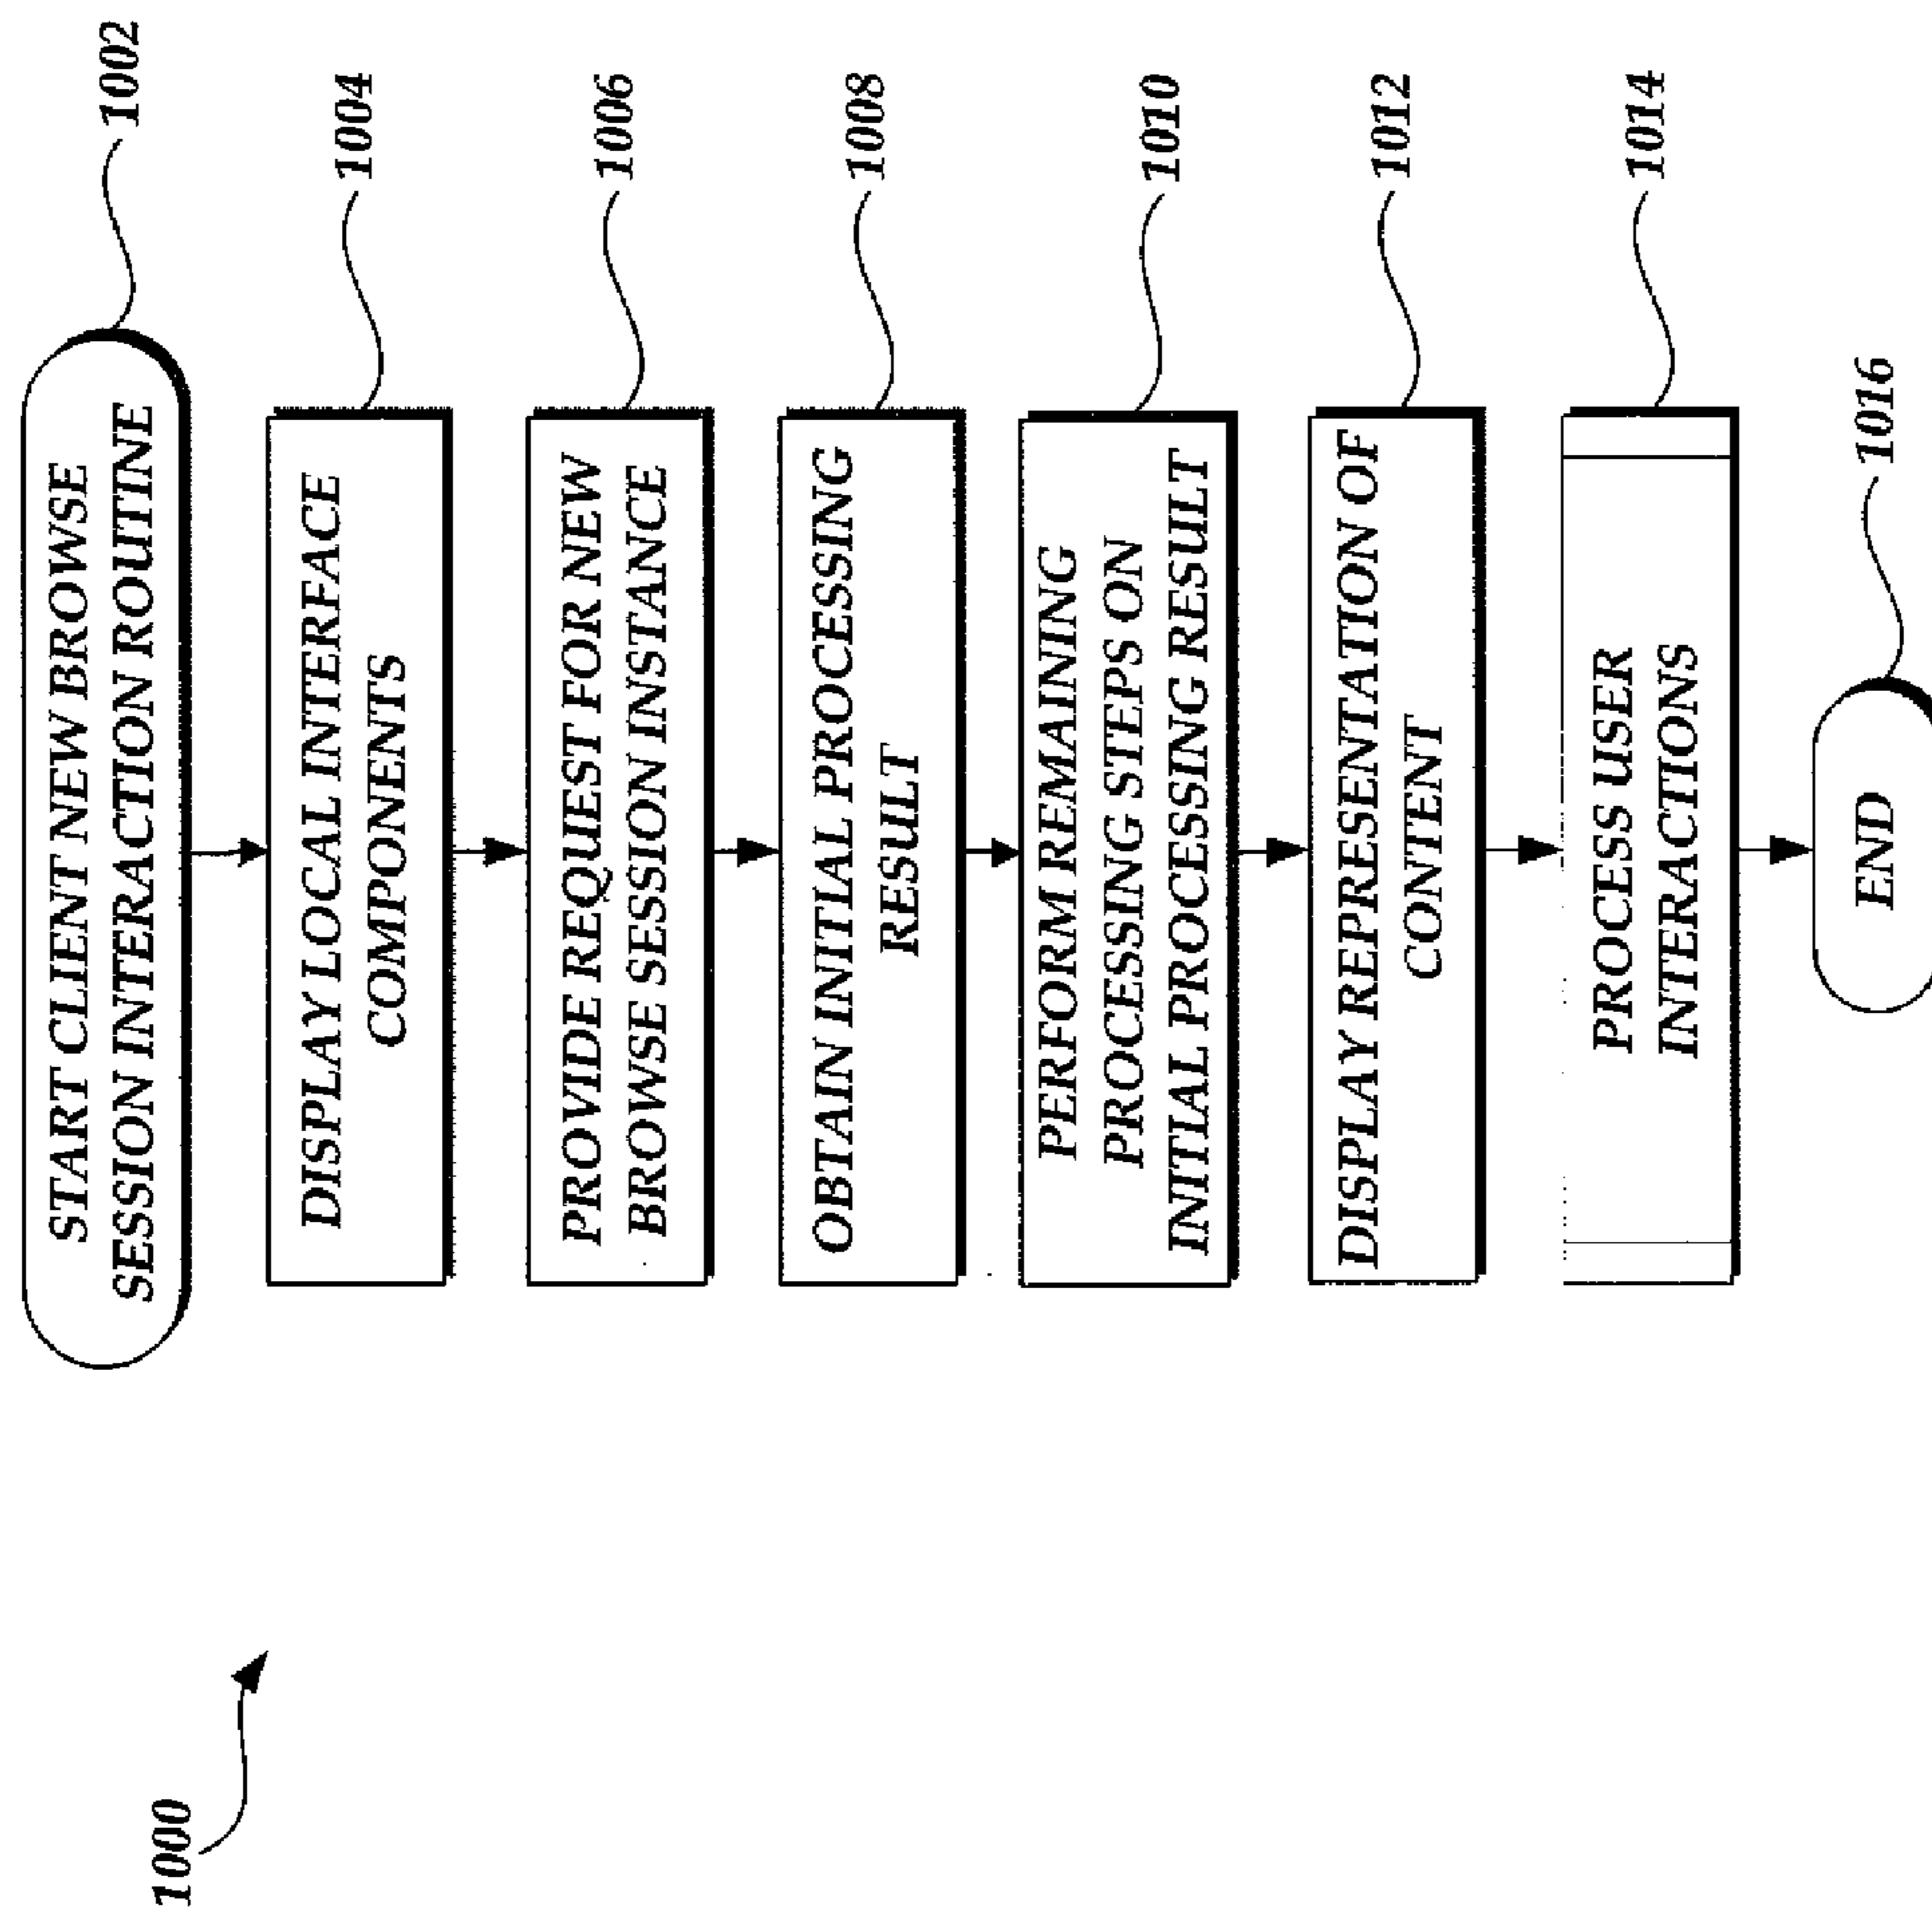 1000
START CLIENT NEW BROWSE
SESSION INTERACTION ROUTINE
1002
DISPLAY LOCAL INTERFACE
COMPONENTS
1004
PROVIDE REQUEST FOR NEW
BROWSE SESSION INSTANCE
1006
OBTAIN INITIAL PROCESSING
RESULT
1008
PERFORM REMAINING
PROCESSING STEPS ON
INITIAL PROCESSING RESULT
1010
DISPLAY REPRESENTATION OF
CONTENT
1012
PROCESS USER
INTERACTIONS
1014
END
1016